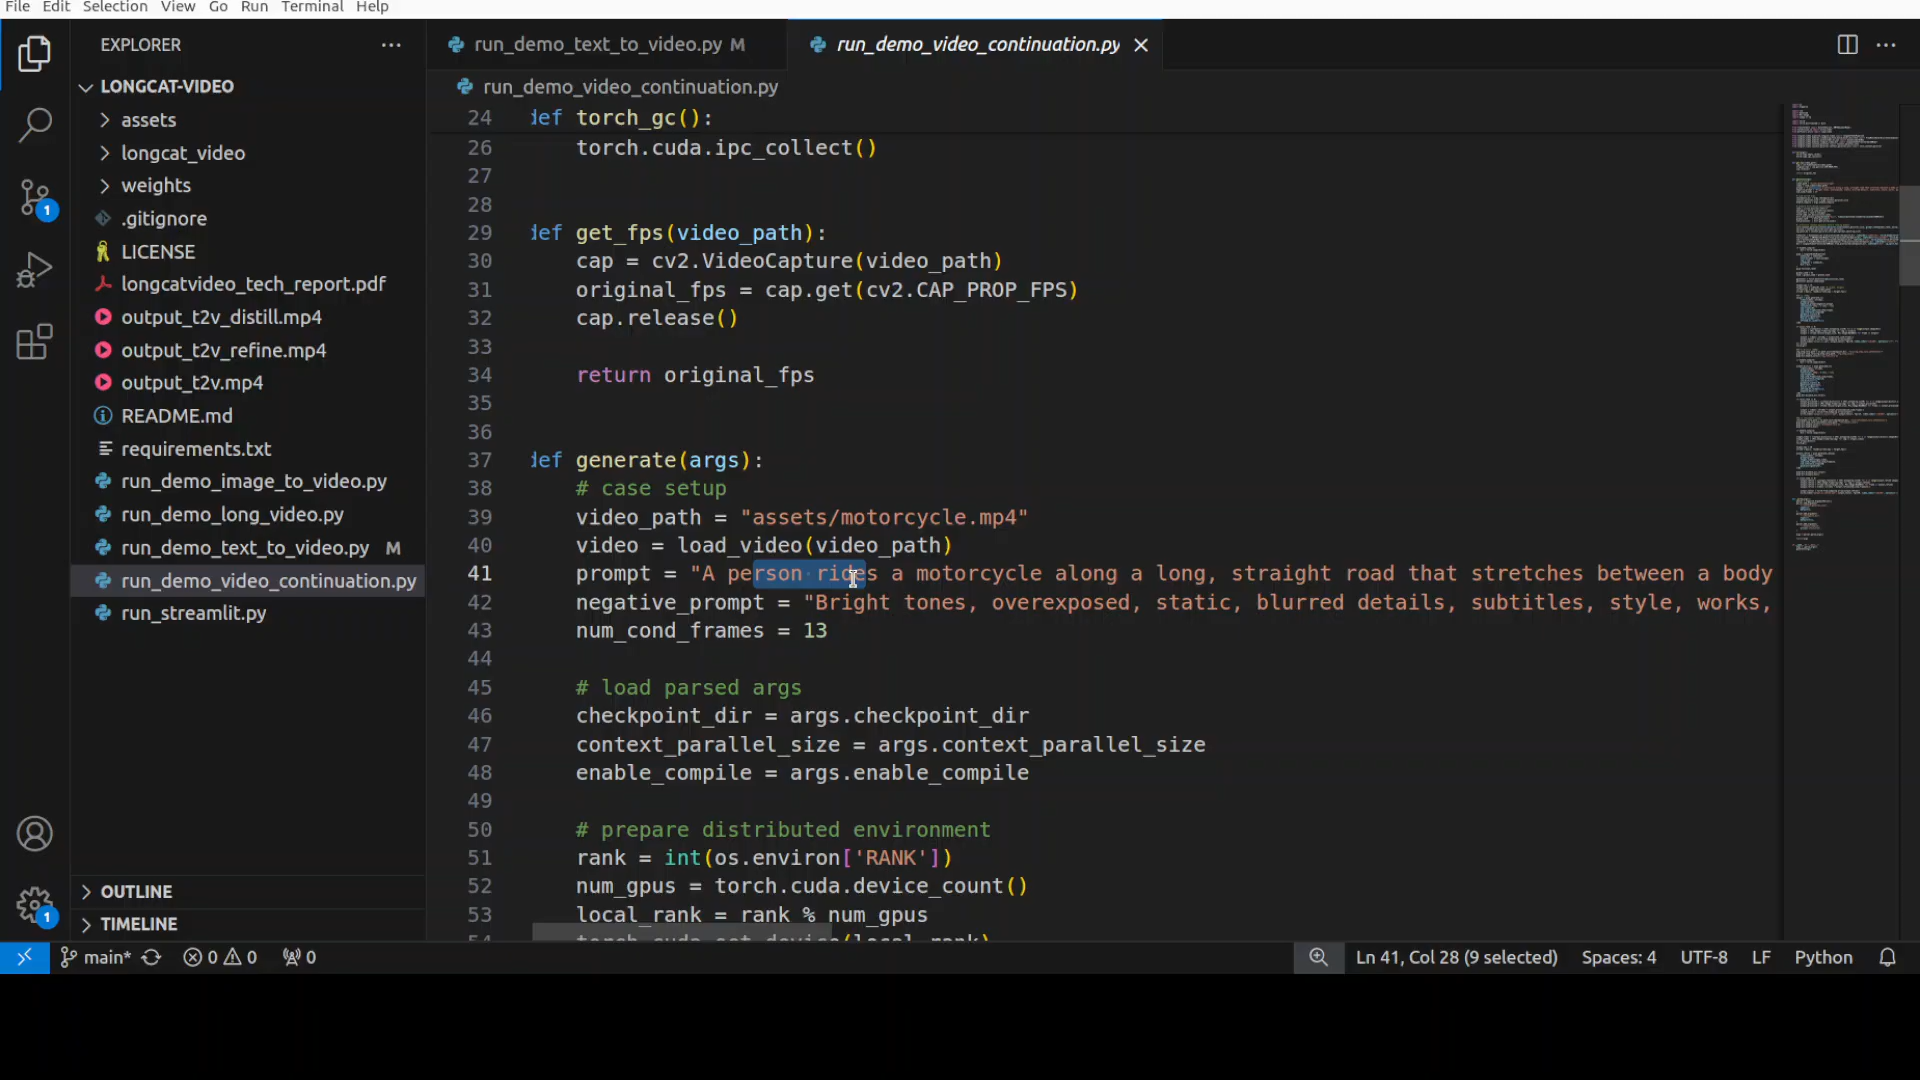 File Edit Selection View Go Run Terminal Help
EXPLORER
run_demo_text_to_video.py M
run_demo_video_continuation.py
LONGCAT-VIDEO
assets
longcat_video
weights
.gitignore
LICENSE
longcatvideo_tech_report.pdf
output_t2v_distill.mp4
output_t2v_refine.mp4
output_t2v.mp4
README.md
requirements.txt
run_demo_image_to_video.py
run_demo_long_video.py
run_demo_text_to_video.py M
run_demo_video_continuation.py
run_streamlit.py
OUTLINE
TIMELINE
run_demo_video_continuation.py
24 def torch_gc():
26 torch.cuda.ipc_collect()
27
28
29 def get_fps(video_path):
30 cap = cv2.VideoCapture(video_path)
31 original_fps = cap.get(cv2.CAP_PROP_FPS)
32 cap.release()
33
34 return original_fps
35
36
37 def generate(args):
38 # case setup
39 video_path = "assets/motorcycle.mp4"
40 video = load_video(video_path)
41 prompt = "A person rides a motorcycle along a long, straight road that stretches between a body
42 negative_prompt = "Bright tones, overexposed, static, blurred details, subtitles, style, works,
43 num_cond_frames = 13
44
45 # load parsed args
46 checkpoint_dir = args.checkpoint_dir
47 context_parallel_size = args.context_parallel_size
48 enable_compile = args.enable_compile
49
50 # prepare distributed environment
51 rank = int(os.environ['RANK'])
52 num_gpus = torch.cuda.device_count()
53 local_rank = rank % num_gpus
54 torch.cuda.set_device(local_rank)
1
1
main* 0 0 0
Ln 41, Col 28 (9 selected) Spaces: 4 UTF-8 LF Python